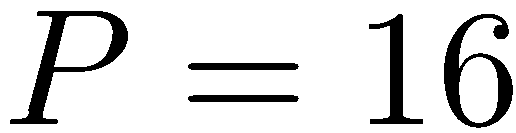 P = 16